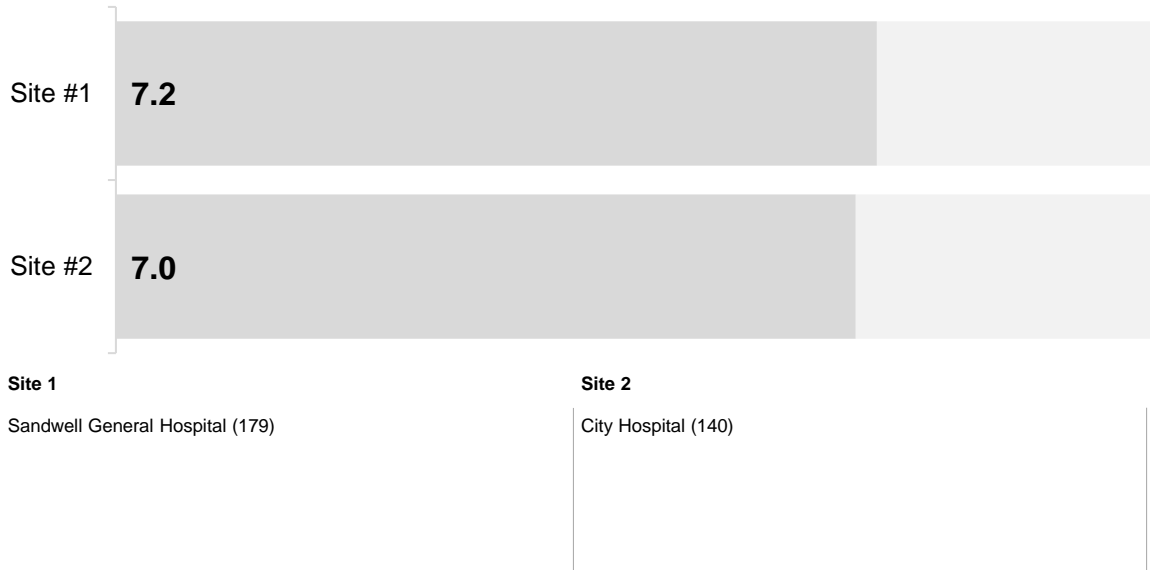 Site #1 7.2
Site #2 7.0
Site 1
Sandwell General Hospital (179)
Site 2
City Hospital (140)